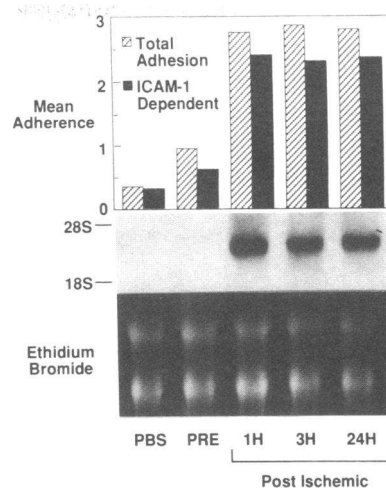 3
Total
Adhesion
ICAM-1
Dependent
2
Mean
Adherence
1
0
28S
18S
Ethidium
Bromide
PBS PRE 1H 3H 24H
Post Ischemic